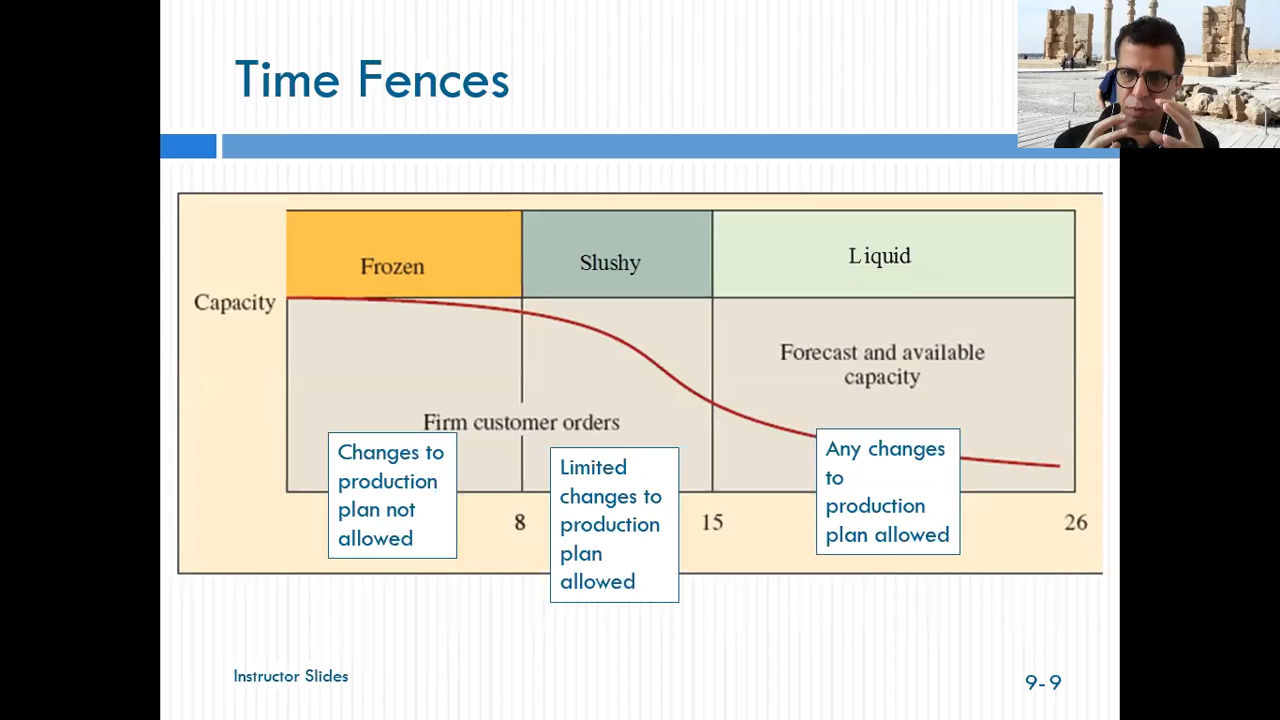 Time Fences
Frozen
Slushy
Liquid
Capacity
Forecast and available
capacity
Firm customer orders
Changes to
production
plan not
allowed
Limited
changes to
production
plan
allowed
Any changes
to
production
plan allowed
8
15
26
Instructor Slides
9-9